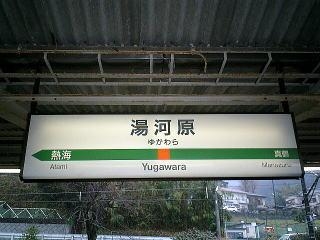 湯河原
ゆがわら
熱海
真鶴
Atami
Yugawara
Manazuru